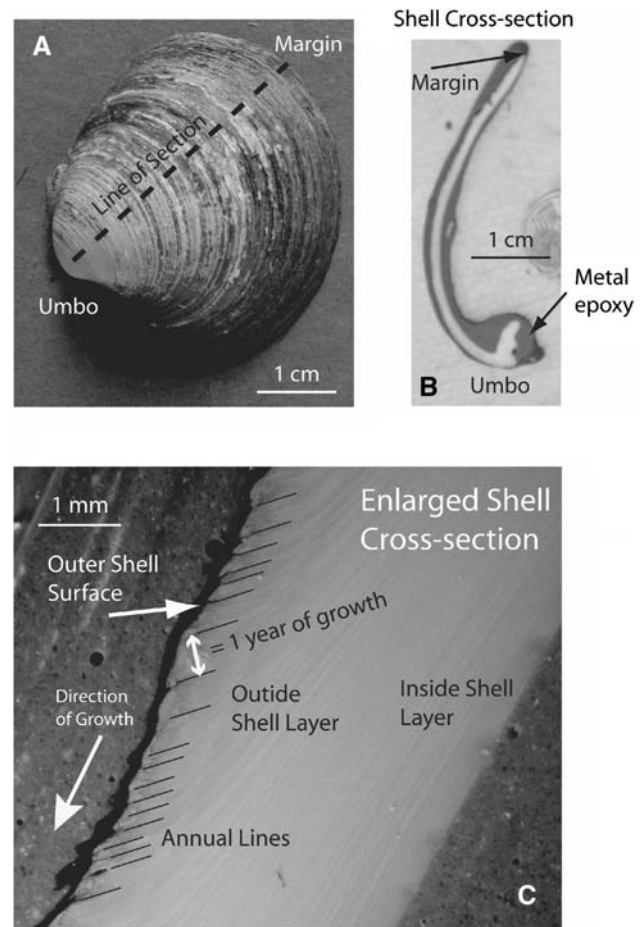 A
Margin
Line of Section
Umbo
1 cm
Shell Cross-section
Margin
1 cm
Metal
epoxy
B
Umbo
1 mm
Enlarged Shell
Cross-section
Outer Shell
Surface
= 1 year of growth
Direction
of Growth
Outide
Shell Layer
Inside Shell
Layer
Annual Lines
C